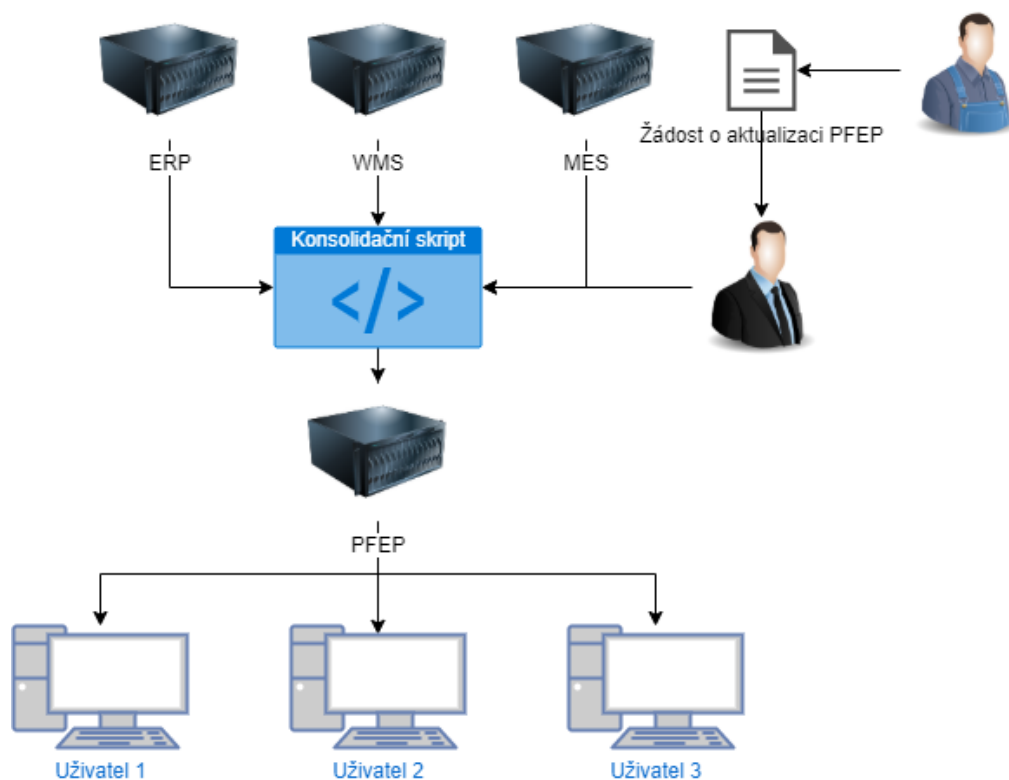 Žádost o aktualizaci PFEP
ERP
WMS
MES
Konsolidační skript
</>
PFEP
Uživatel 1
Uživatel 2
Uživatel 3